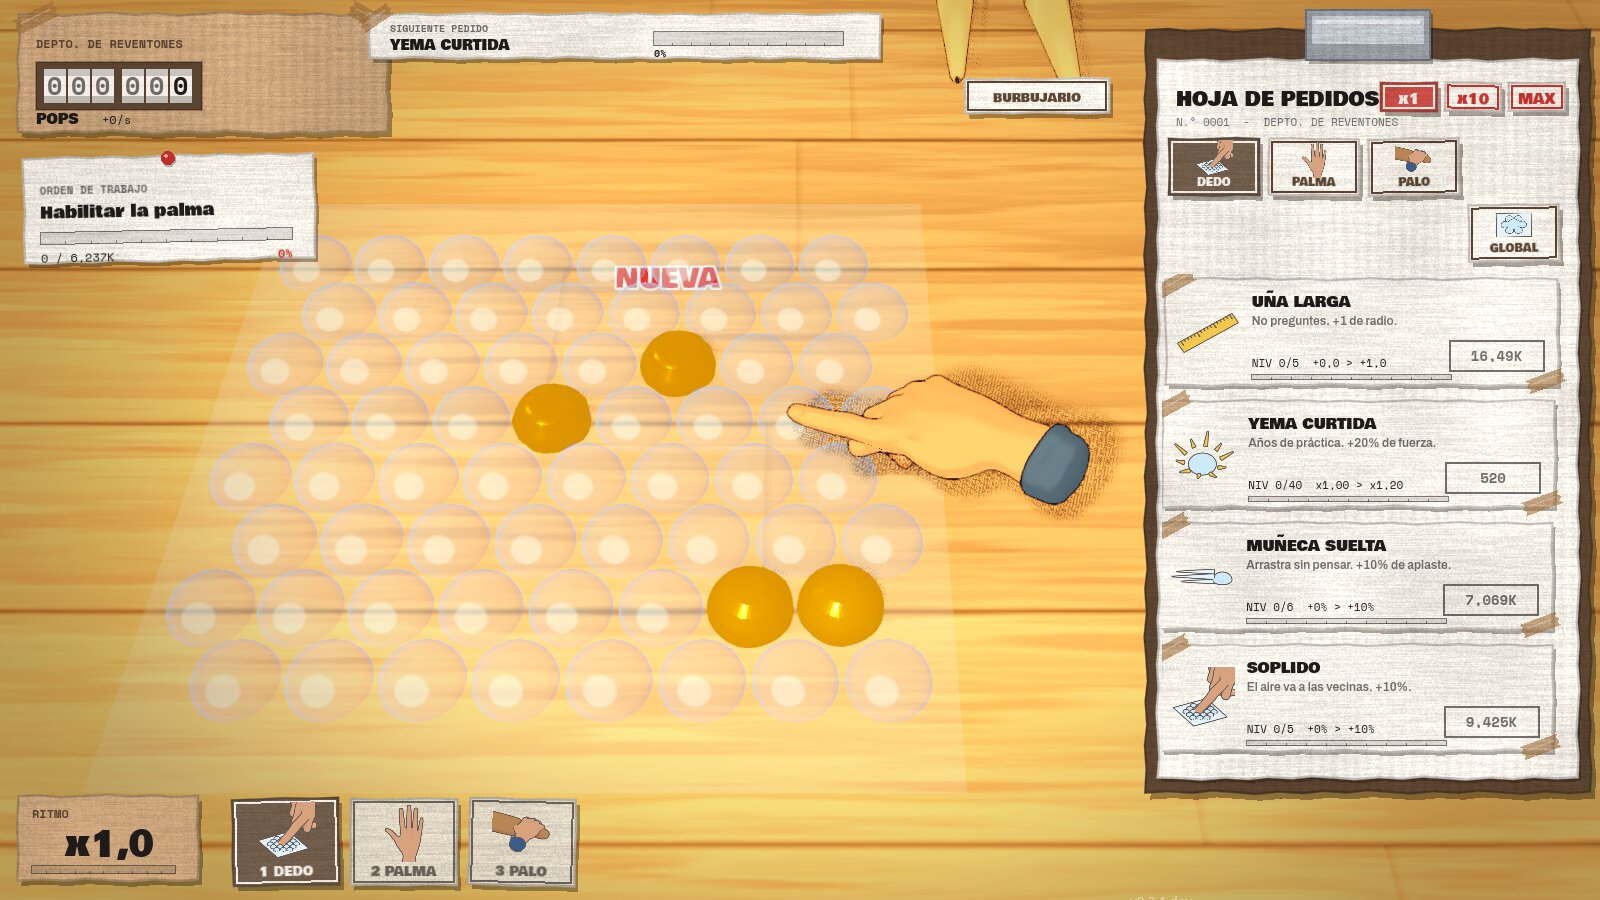 DEPTO. DE REVENTONES
000000
POPS +0/s
SIGUIENTE PEDIDO
YEMA CURTIDA
0%
BURBUJARIO
ORDEN DE TRABAJO
Habilitar la palma
0 / 6,237K 0%
NUEVA
HOJA DE PEDIDOS x1 x10 MAX
N.º 0001 - DEPTO. DE REVENTONES
DEDO PALMA PALO
GLOBAL
UÑA LARGA
No preguntes. +1 de radio.
NIV 0/5 +0,0 > +1,0
16,49K
YEMA CURTIDA
Años de práctica. +20% de fuerza.
NIV 0/40 x1,00 > x1,20
520
MUÑECA SUELTA
Arrastra sin pensar. +10% de aplaste.
NIV 0/6 +0% > +10%
7,069K
SOPLIDO
El aire va a las vecinas. +10%.
NIV 0/5 +0% > +10%
9,425K
RITMO
x1,0
1 DEDO 2 PALMA 3 PALO